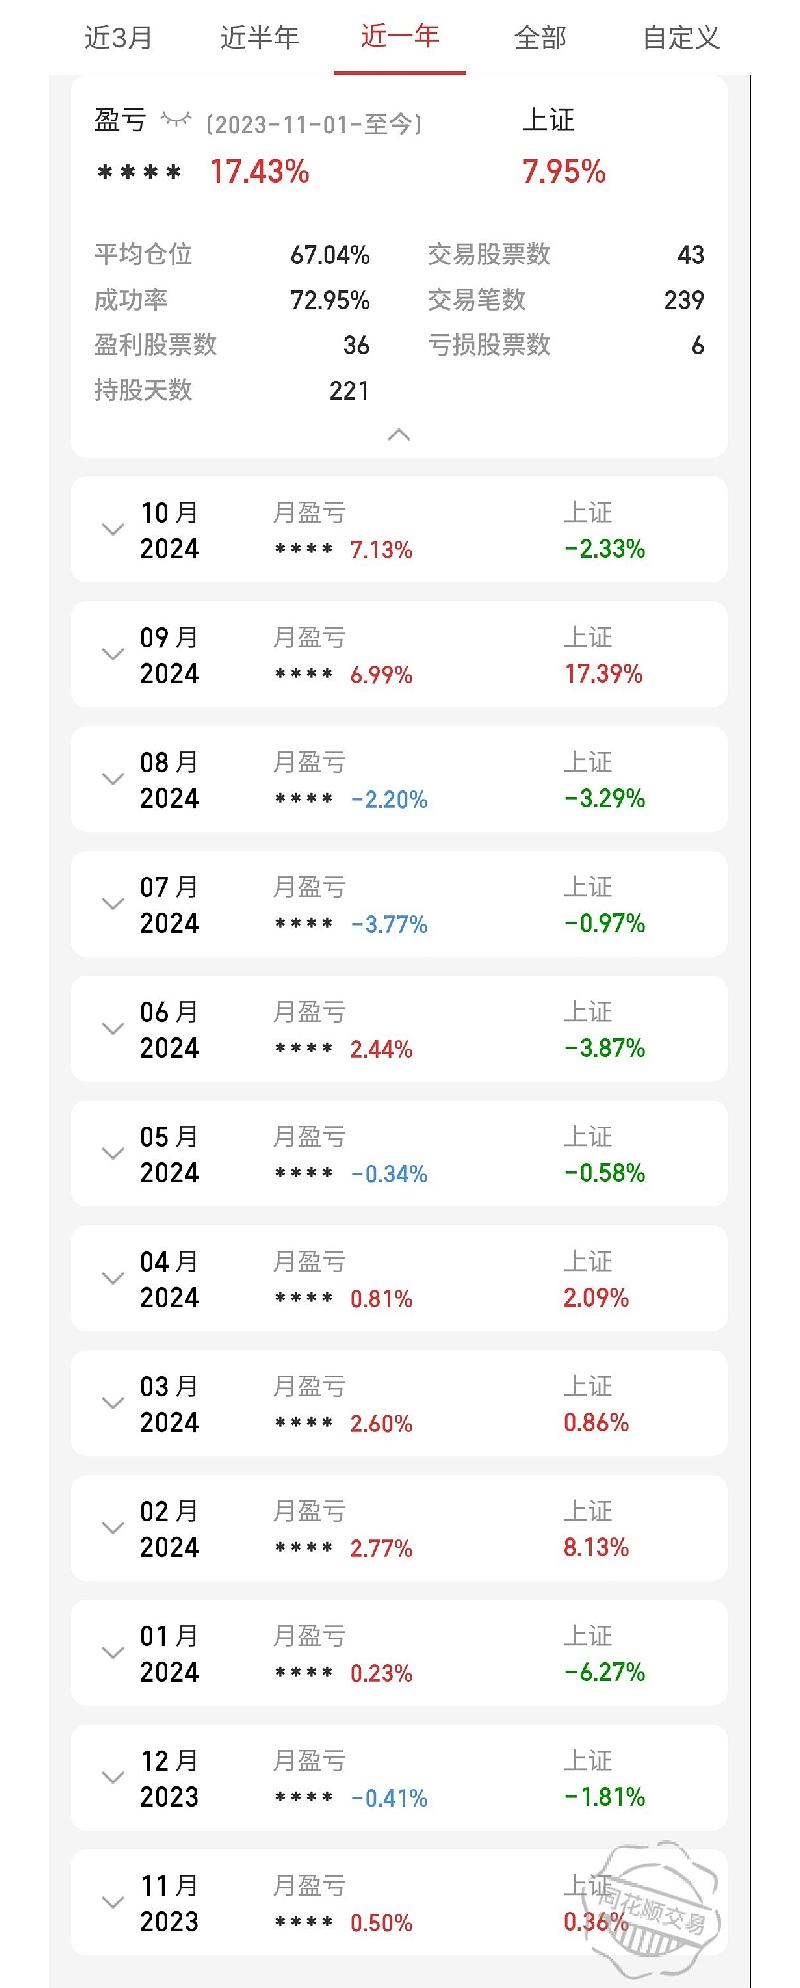 近3月 近半年 近一年 全部 自定义
盈亏 (2023-11-01-至今) 上证
**** 17.43% 7.95%
平均仓位 67.04% 交易股票数 43
成功率 72.95% 交易笔数 239
盈利股票数 36 亏损股票数 6
持股天数 221
10月 月盈亏 上证
2024 **** 7.13% -2.33%
09月 月盈亏 上证
2024 **** 6.99% 17.39%
08月 月盈亏 上证
2024 **** -2.20% -3.29%
07月 月盈亏 上证
2024 **** -3.77% -0.97%
06月 月盈亏 上证
2024 **** 2.44% -3.87%
05月 月盈亏 上证
2024 **** -0.34% -0.58%
04月 月盈亏 上证
2024 **** 0.81% 2.09%
03月 月盈亏 上证
2024 **** 2.60% 0.86%
02月 月盈亏 上证
2024 **** 2.77% 8.13%
01月 月盈亏 上证
2024 **** 0.23% -6.27%
12月 月盈亏 上证
2023 **** -0.41% -1.81%
11月 月盈亏 上证
2023 **** 0.50% 0.36%
同花顺交易